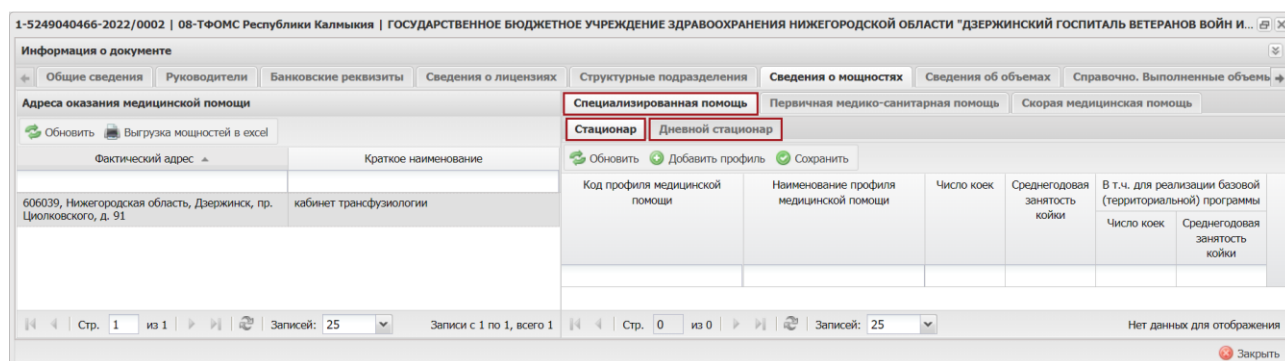 1-5249040466-2022/0002 | 08-ТФОМС Республики Калмыкия | ГОСУДАРСТВЕННОЕ БЮДЖЕТНОЕ УЧРЕЖДЕНИЕ ЗДРАВООХРАНЕНИЯ НИЖЕГОРОДСКОЙ ОБЛАСТИ "ДЗЕРЖИНСКИЙ ГОСПИТАЛЬ ВЕТЕРАНОВ ВОЙН И...
Информация о документе
Общие сведения Руководители Банковские реквизиты Сведения о лицензиях Структурные подразделения Сведения о мощностях Сведения об объемах Справочно. Выполненные объемы
Адреса оказания медицинской помощи
Обновить Выгрузка мощностей в excel
Фактический адрес Краткое наименование
606039, Нижегородская область, Дзержинск, пр. кабинет трансфузиологии
Циолковского, д. 91
Стр. 1 из 1 Записей: 25 Записи с 1 по 1, всего 1
Специализированная помощь Первичная медико-санитарная помощь Скорая медицинская помощь
Стационар Дневной стационар
Обновить Добавить профиль Сохранить
Код профиля медицинской Наименование профиля Число коек Среднегодовая В т.ч. для реализации базовой
помощи медицинской помощи занятость (территориальной) программы
койки
Число коек Среднегодовая
занятость
койки
Стр. 0 из 0 Записей: 25 Нет данных для отображения
Закрыть